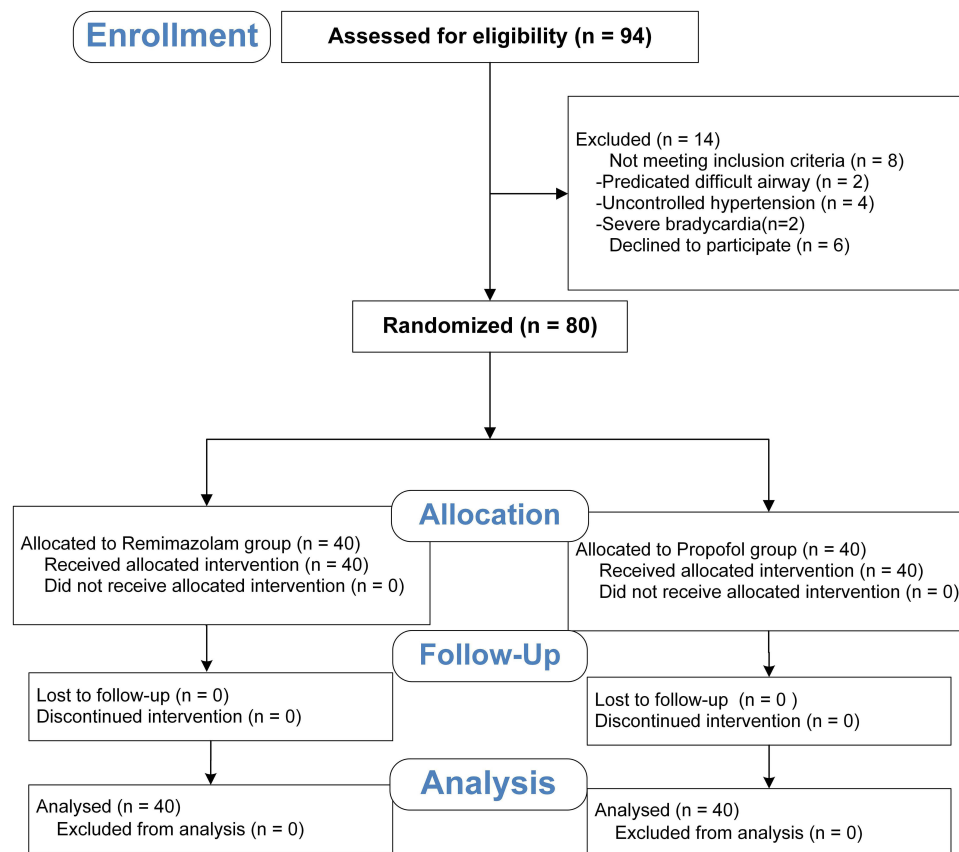 Enrollment
Assessed for eligibility (n = 94)
Excluded (n = 14)
Not meeting inclusion criteria (n = 8)
-Predicated difficult airway (n = 2)
-Uncontrolled hypertension (n = 4)
-Severe bradycardia(n=2)
Declined to participate (n = 6)
Randomized (n = 80)
Allocation
Allocated to Remimazolam group (n = 40)
Received allocated intervention (n = 40)
Did not receive allocated intervention (n = 0)
Allocated to Propofol group (n = 40)
Received allocated intervention (n = 40)
Did not receive allocated intervention (n = 0)
Follow-Up
Lost to follow-up (n = 0)
Discontinued intervention (n = 0)
Lost to follow-up (n = 0 )
Discontinued intervention (n = 0)
Analysis
Analysed (n = 40)
Excluded from analysis (n = 0)
Analysed (n = 40)
Excluded from analysis (n = 0)